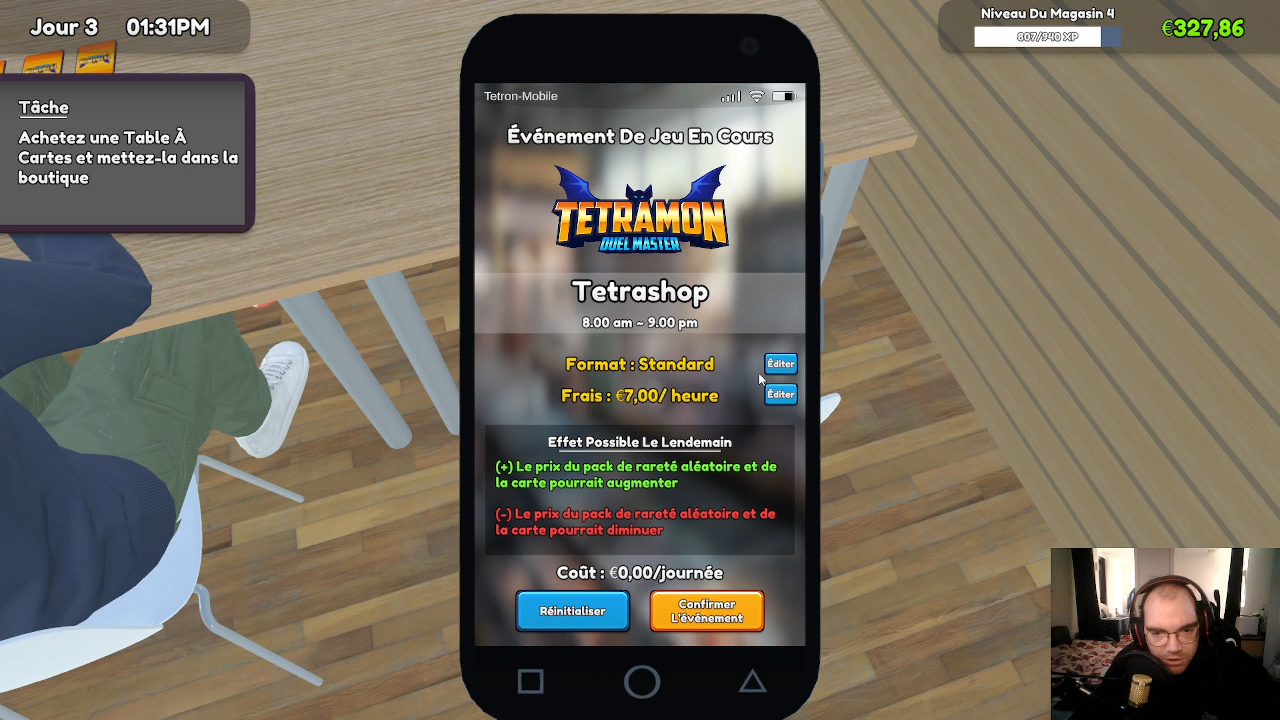 Jour 3 01:31PM
Niveau Du Magasin 4
807/940 XP
€327,86
Tâche
Achetez une Table À
Cartes et mettez-la dans la
boutique
Tetron-Mobile
Événement De Jeu En Cours
TETRAMON
DUEL MASTER
Tetrashop
8.00 am ~ 9.00 pm
Format : Standard
Éditer
Frais : €7,00/ heure
Éditer
Effet Possible Le Lendemain
(+) Le prix du pack de rareté aléatoire et de
la carte pourrait augmenter
(-) Le prix du pack de rareté aléatoire et de
la carte pourrait diminuer
Coût : €0,00/journée
Réinitialiser
Confirmer
L'événement